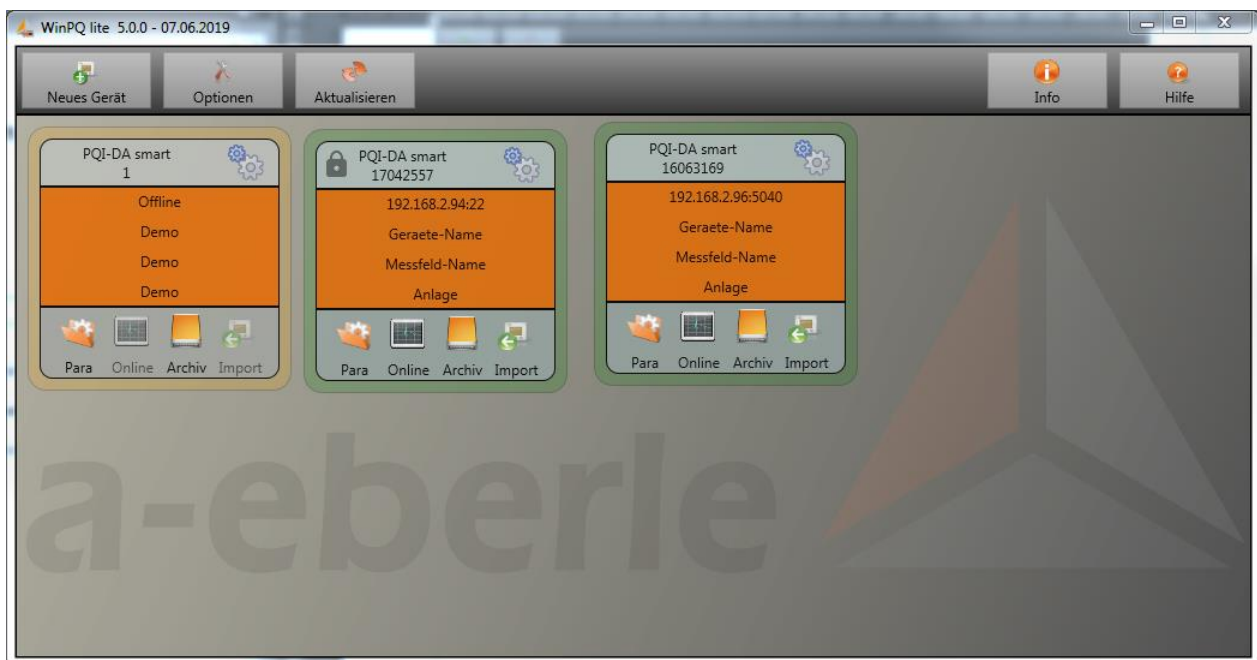 WinPQ lite 5.0.0 - 07.06.2019
Neues Gerät
Optionen
Aktualisieren
Info
Hilfe
PQI-DA smart
1
Offline
Demo
Demo
Demo
Para
Online
Archiv
Import
PQI-DA smart
17042557
192.168.2.94:22
Geraete-Name
Messfeld-Name
Anlage
Para
Online
Archiv
Import
PQI-DA smart
16063169
192.168.2.96:5040
Geraete-Name
Messfeld-Name
Anlage
Para
Online
Archiv
Import
a-eberle